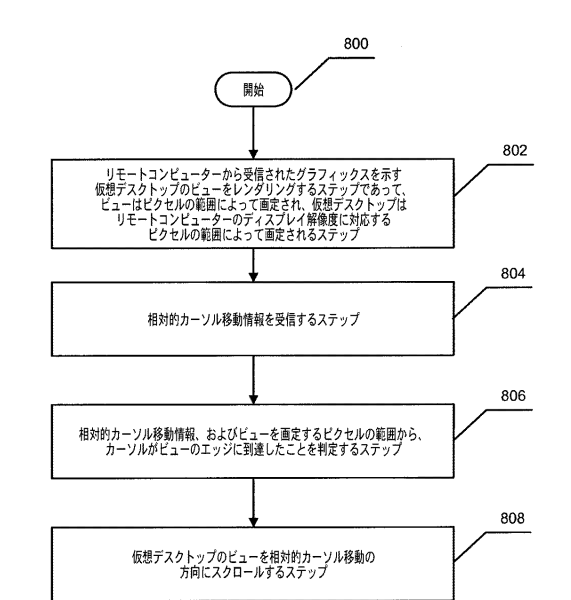 800
開始
802
リモートコンピューターから受信されたグラフィックスを示す
仮想デスクトップのビューをレンダリングするステップであって、
ビューはピクセルの範囲によって画定され、仮想デスクトップは
リモートコンピューターのディスプレイ解像度に対応する
ピクセルの範囲によって画定されるステップ
804
相対的カーソル移動情報を受信するステップ
806
相対的カーソル移動情報、およびビューを画定するピクセルの範囲から、
カーソルがビューのエッジに到達したことを判定するステップ
808
仮想デスクトップのビューを相対的カーソル移動の
方向にスクロールするステップ